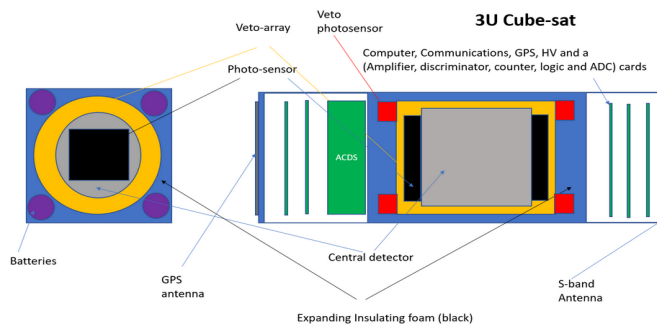 Veto
photosensor
3U Cube-sat
Veto-array
Computer, Communications, GPS, HV and a
(Amplifier, discriminator, counter, logic and ADC) cards
Photo-sensor
ACDS
Batteries
GPS
antenna
Central detector
S-band
Antenna
Expanding Insulating foam (black)